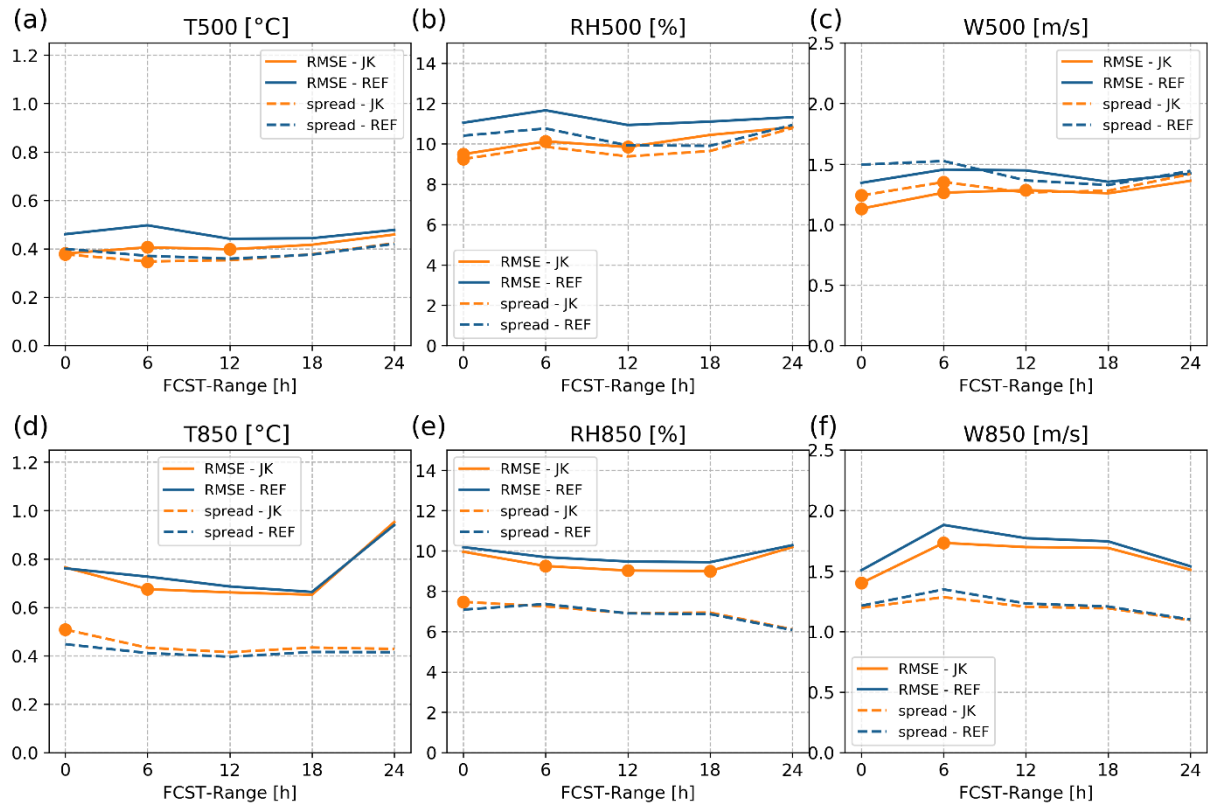 (a)
T500 [°C]
1.2
1.0
0.8
0.6
0.4
0.2
0.0
RMSE - JK
RMSE - REF
spread - JK
spread - REF
0 6 12 18 24
FCST-Range [h]
(b)
RH500 [%]
14
12
10
8
6
4
2
0
RMSE - JK
RMSE - REF
spread - JK
spread - REF
0 6 12 18 24
FCST-Range [h]
(c)
W500 [m/s]
2.5
2.0
1.5
1.0
0.5
0.0
RMSE - JK
RMSE - REF
spread - JK
spread - REF
0 6 12 18 24
FCST-Range [h]
(d)
T850 [°C]
1.2
1.0
0.8
0.6
0.4
0.2
0.0
RMSE - JK
RMSE - REF
spread - JK
spread - REF
0 6 12 18 24
FCST-Range [h]
(e)
RH850 [%]
14
12
10
8
6
4
2
0
RMSE - JK
RMSE - REF
spread - JK
spread - REF
0 6 12 18 24
FCST-Range [h]
(f)
W850 [m/s]
2.5
2.0
1.5
1.0
0.5
0.0
RMSE - JK
RMSE - REF
spread - JK
spread - REF
0 6 12 18 24
FCST-Range [h]